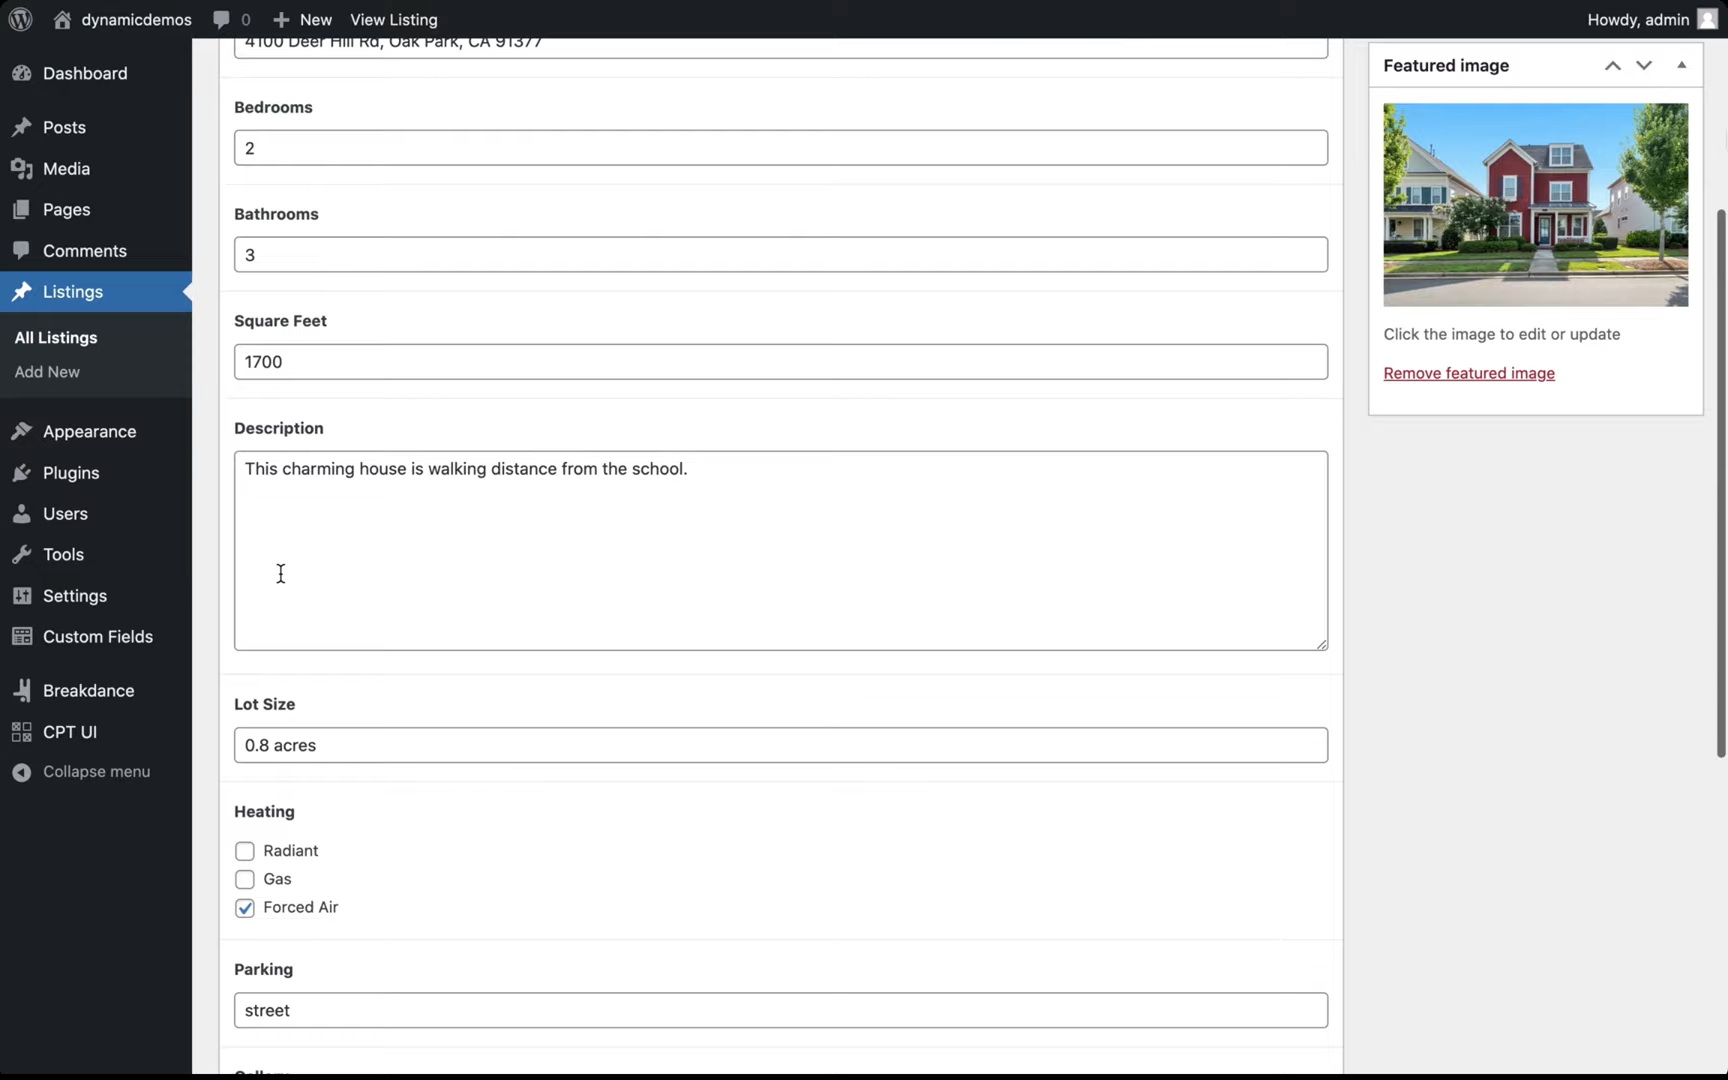 dynamicdemos
0
New
View Listing
Howdy, admin
Dashboard
Posts
Media
Pages
Comments
Listings
All Listings
Add New
Appearance
Plugins
Users
Tools
Settings
Custom Fields
Breakdance
CPT UI
Collapse menu
4100 Deer Hill Rd, Oak Park, CA 91377
Bedrooms
2
Bathrooms
3
Square Feet
1700
Description
This charming house is walking distance from the school.
Lot Size
0.8 acres
Heating
Radiant
Gas
Forced Air
Parking
street
Featured image
Click the image to edit or update
Remove featured image